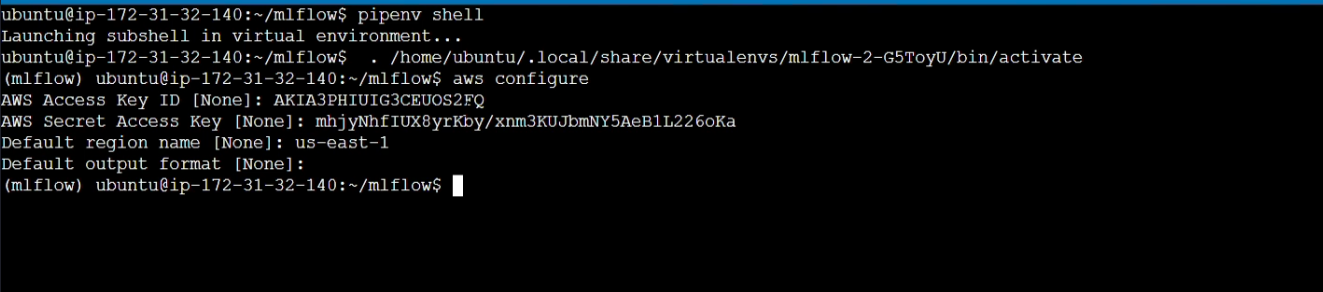 ubuntu@ip-172-31-32-140:~/mlflow$ pipenv shell
Launching subshell in virtual environment...
ubuntu@ip-172-31-32-140:~/mlflow$  . /home/ubuntu/.local/share/virtualenvs/mlflow-2-G5ToyU/bin/activate
(mlflow) ubuntu@ip-172-31-32-140:~/mlflow$ aws configure
AWS Access Key ID [None]: AKIA3PHIUIG3CEUOS2FQ
AWS Secret Access Key [None]: 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
Default region name [None]: us-east-1
Default output format [None]:
(mlflow) ubuntu@ip-172-31-32-140:~/mlflow$